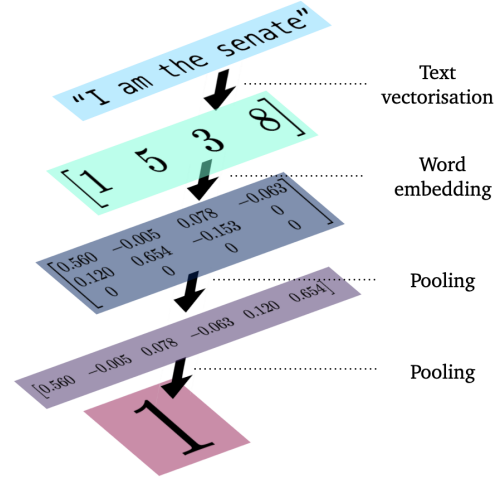 “I am the senate”
Text
vectorisation
[1 5 3 8]
Word
embedding
[0.560 −0.005 0.078 −0.063
0.120 0.654 −0.153 0
0 0 0 0]
Pooling
[0.560 −0.005 0.078 −0.063 0.120 0.654]
Pooling
1